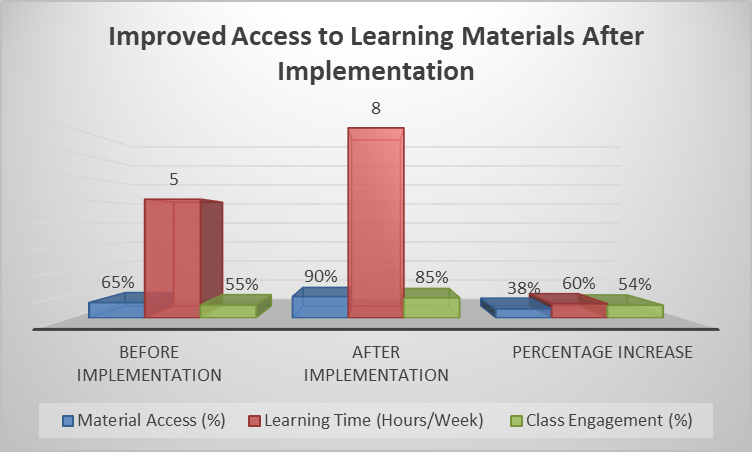 Improved Access to Learning Materials After
Implementation
8
5
65%
55%
90%
85%
38%
60%
54%
BEFORE
IMPLEMENTATION
AFTER
IMPLEMENTATION
PERCENTAGE INCREASE
Material Access (%)
Learning Time (Hours/Week)
Class Engagement (%)